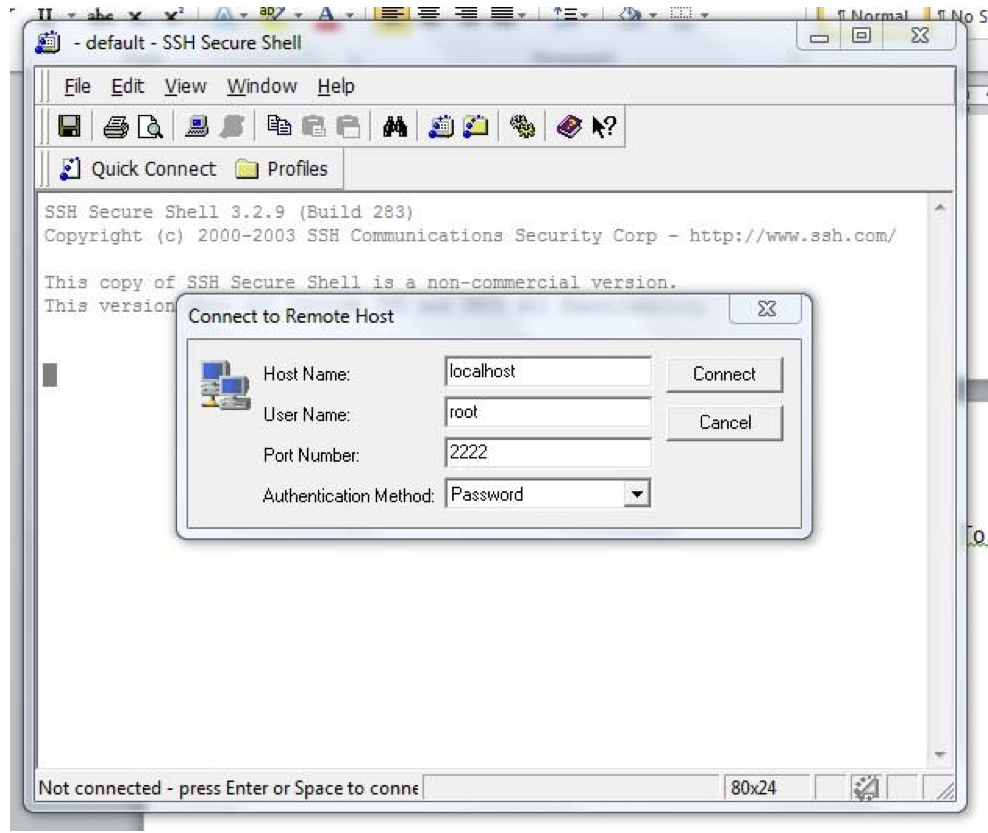 ¶ Normal ¶ No S
- default - SSH Secure Shell
File Edit View Window Help
Quick Connect Profiles
SSH Secure Shell 3.2.9 (Build 283)
Copyright (c) 2000-2003 SSH Communications Security Corp - http://www.ssh.com/
This copy of SSH Secure Shell is a non-commercial version.
This version
Connect to Remote Host
Host Name: localhost Connect
User Name: root Cancel
Port Number: 2222
Authentication Method: Password
To
Not connected - press Enter or Space to conne 80x24